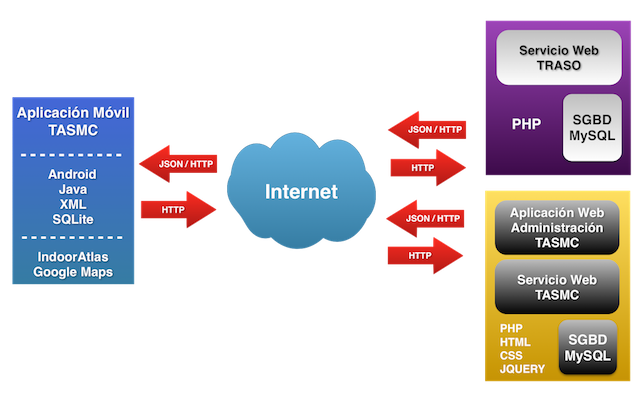 Aplicación Móvil
TASMC
Android
Java
XML
SQLite
IndoorAtlas
Google Maps
JSON / HTTP
HTTP
Internet
JSON / HTTP
HTTP
JSON / HTTP
HTTP
Servicio Web
TRASO
PHP
SGBD
MySQL
Aplicación Web
Administración
TASMC
Servicio Web
TASMC
PHP
HTML
CSS
JQUERY
SGBD
MySQL